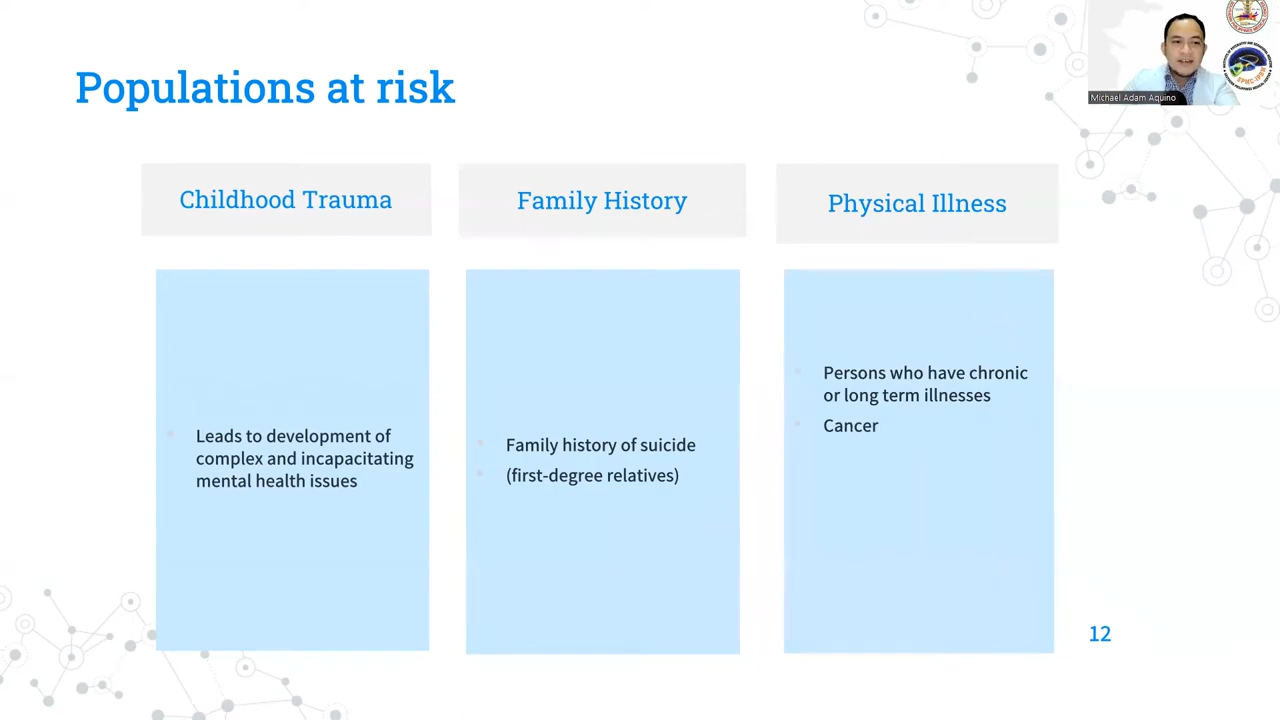 Populations at risk
Michael Adam Aquino
SPMC-IPBM
Childhood Trauma
Family History
Physical Illness
Leads to development of
complex and incapacitating
mental health issues
Family history of suicide
(first-degree relatives)
Persons who have chronic
or long term illnesses
Cancer
12